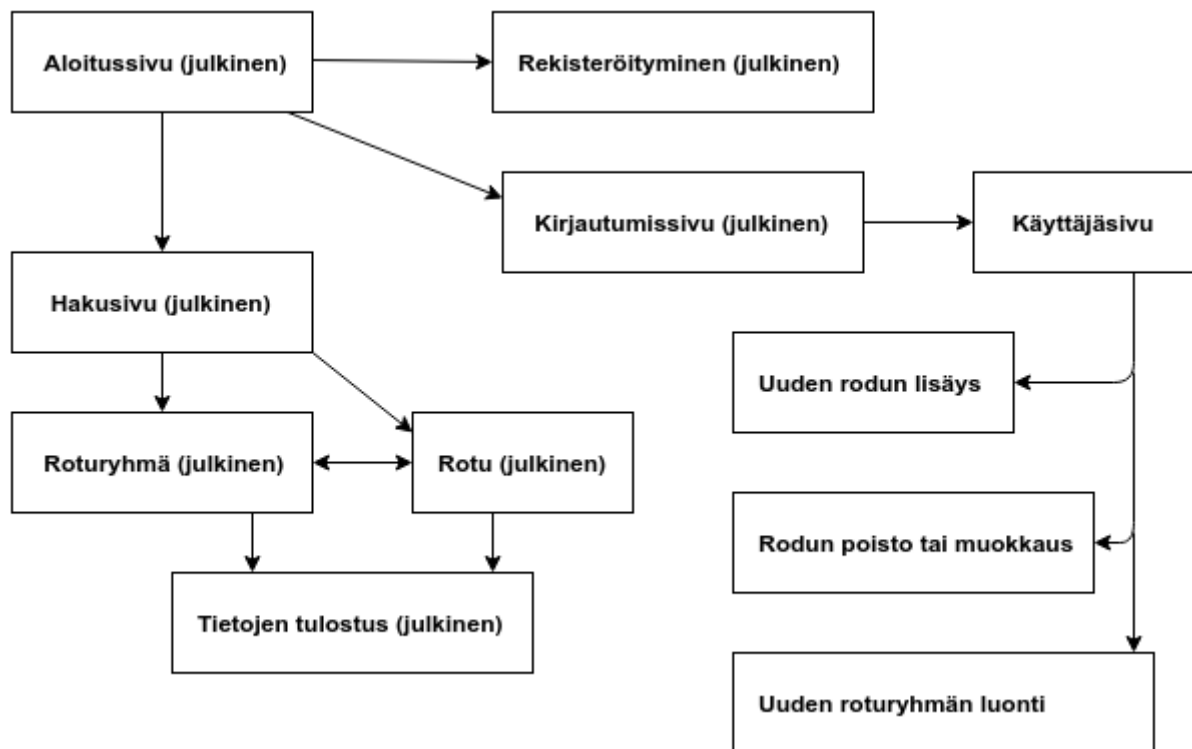 Aloitussivu (julkinen)
Rekisteröityminen (julkinen)
Kirjautumissivu (julkinen)
Käyttäjäsivu
Hakusivu (julkinen)
Uuden rodun lisäys
Roturyhmä (julkinen)
Rotu (julkinen)
Rodun poisto tai muokkaus
Tietojen tulostus (julkinen)
Uuden roturyhmän luonti